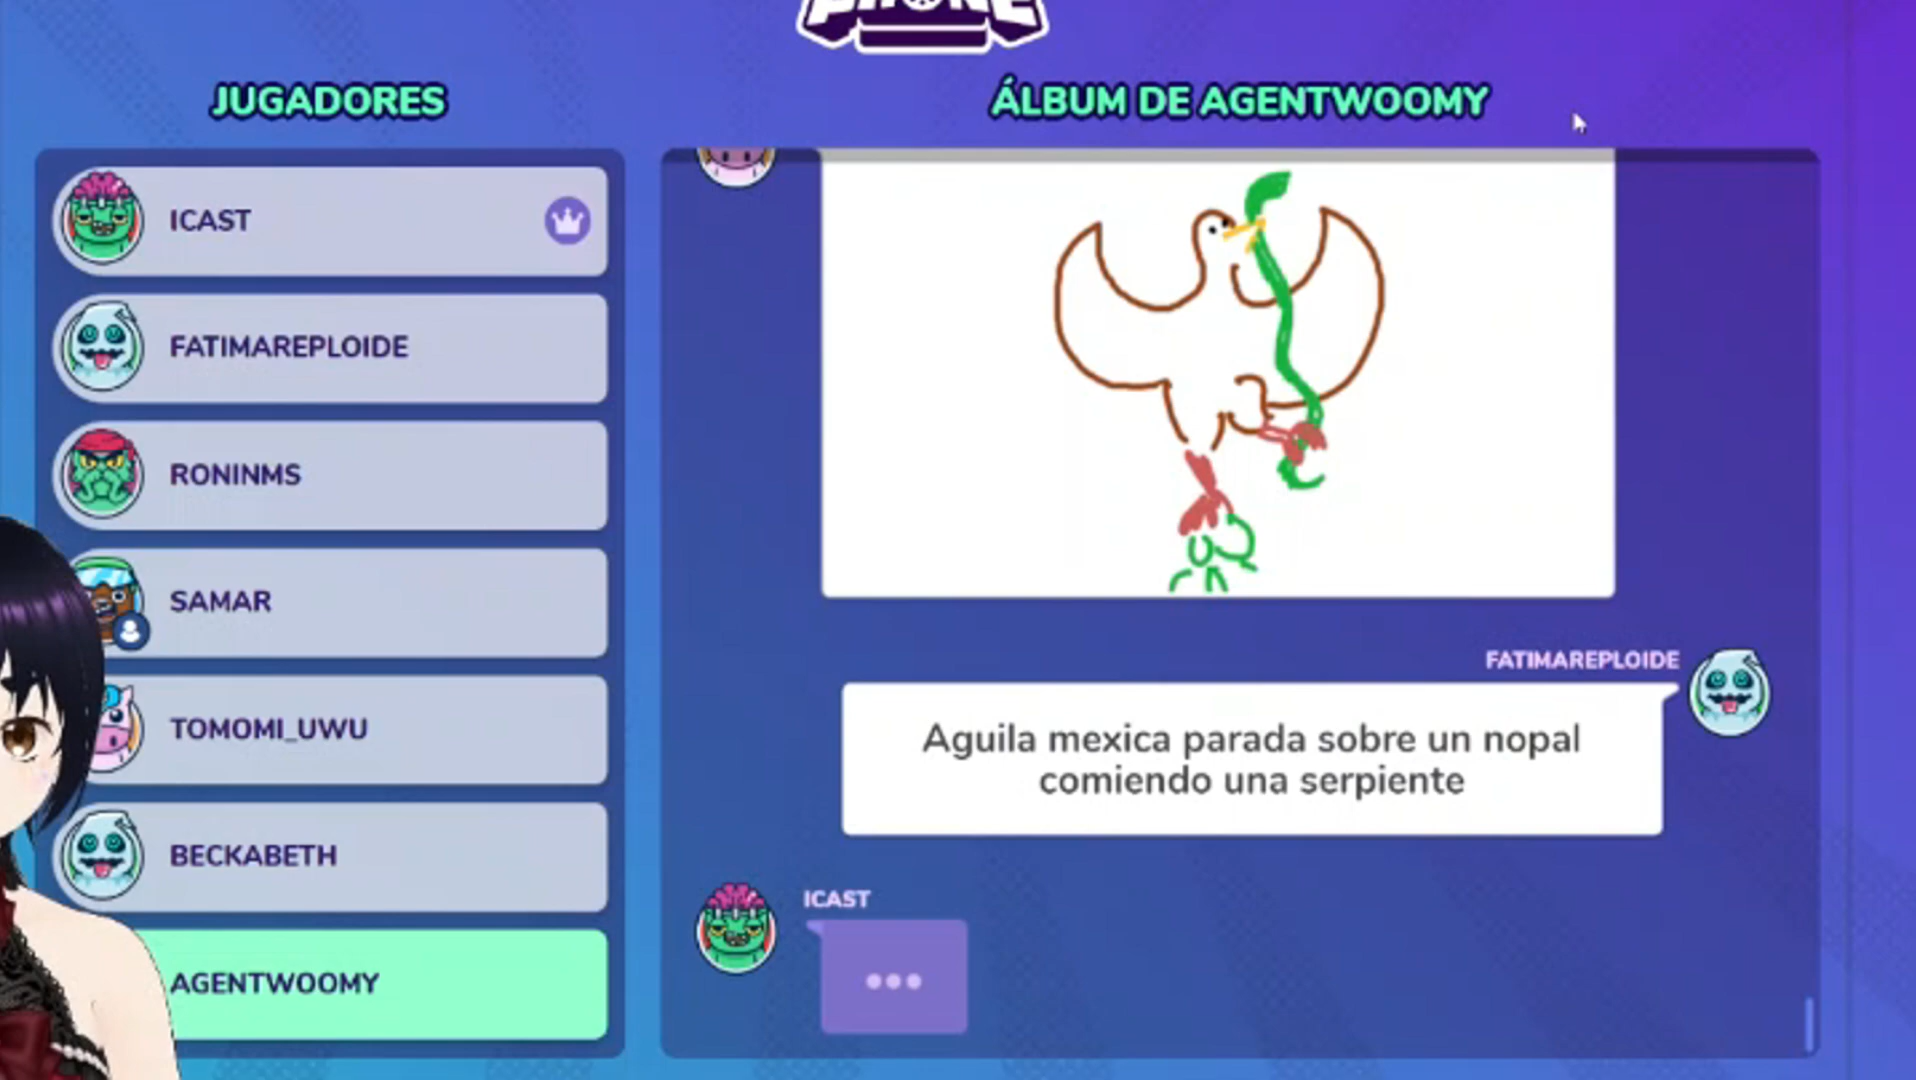 PHONE
JUGADORES
ÁLBUM DE AGENTWOOMY
ICAST
FATIMAREPLOIDE
RONINMS
SAMAR
TOMOMI_UWU
BECKABETH
AGENTWOOMY
FATIMAREPLOIDE
Aguila mexica parada sobre un nopal
comiendo una serpiente
ICAST
...